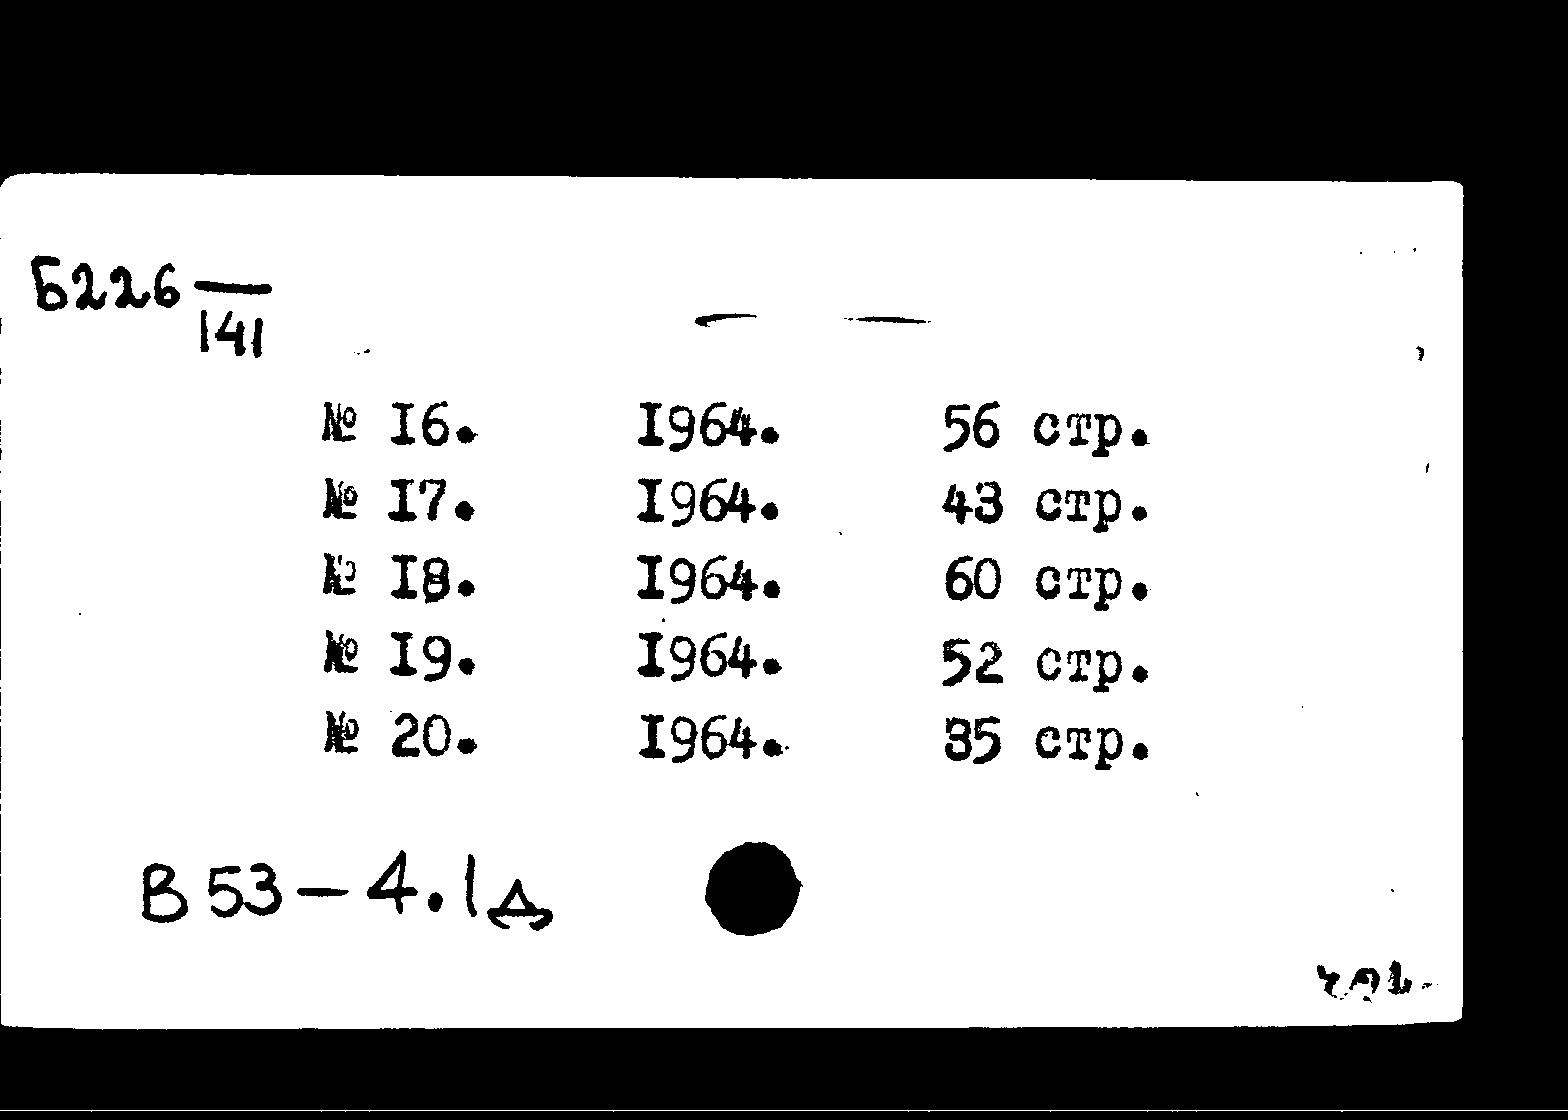 Б226 —
141
№ I6. I964. 56 стр.
№ I7. I964. 43 стр.
№ I8. I964. 60 стр.
№ I9. I964. 52 стр.
№ 20. I964. 35 стр.
В 53 – 4. 1д